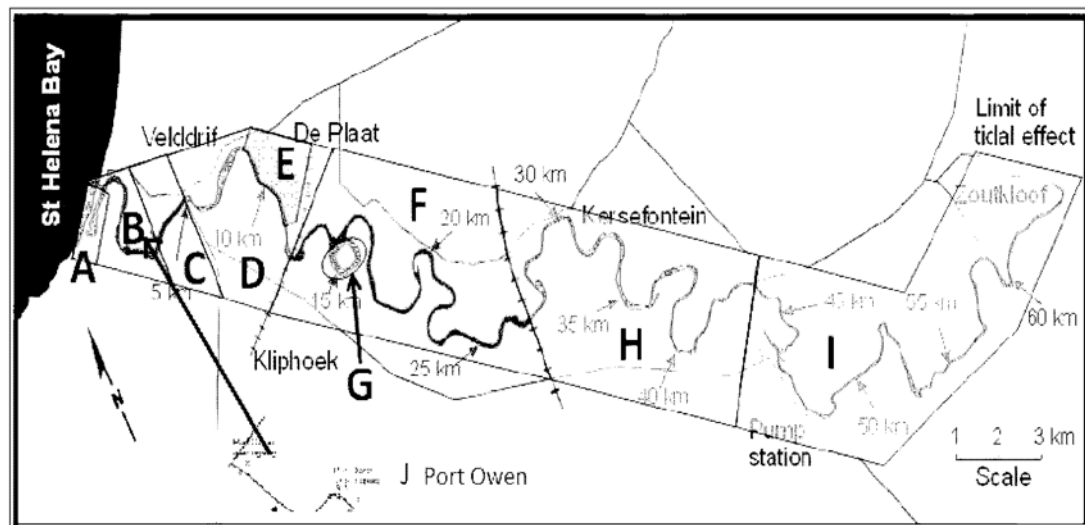 St Helena Bay
Velddrif
De Plaat
Limit of
tidal effect
Zoutkloof
30 km
Kersefontein
20 km
10 km
15 km
5 km
35 km
45 km
55 km
60 km
Kliphoek
25 km
40 km
50 km
Pump
station
A
B
C
D
E
F
G
H
I
N
1 2 3 km
Scale
J Port Owen